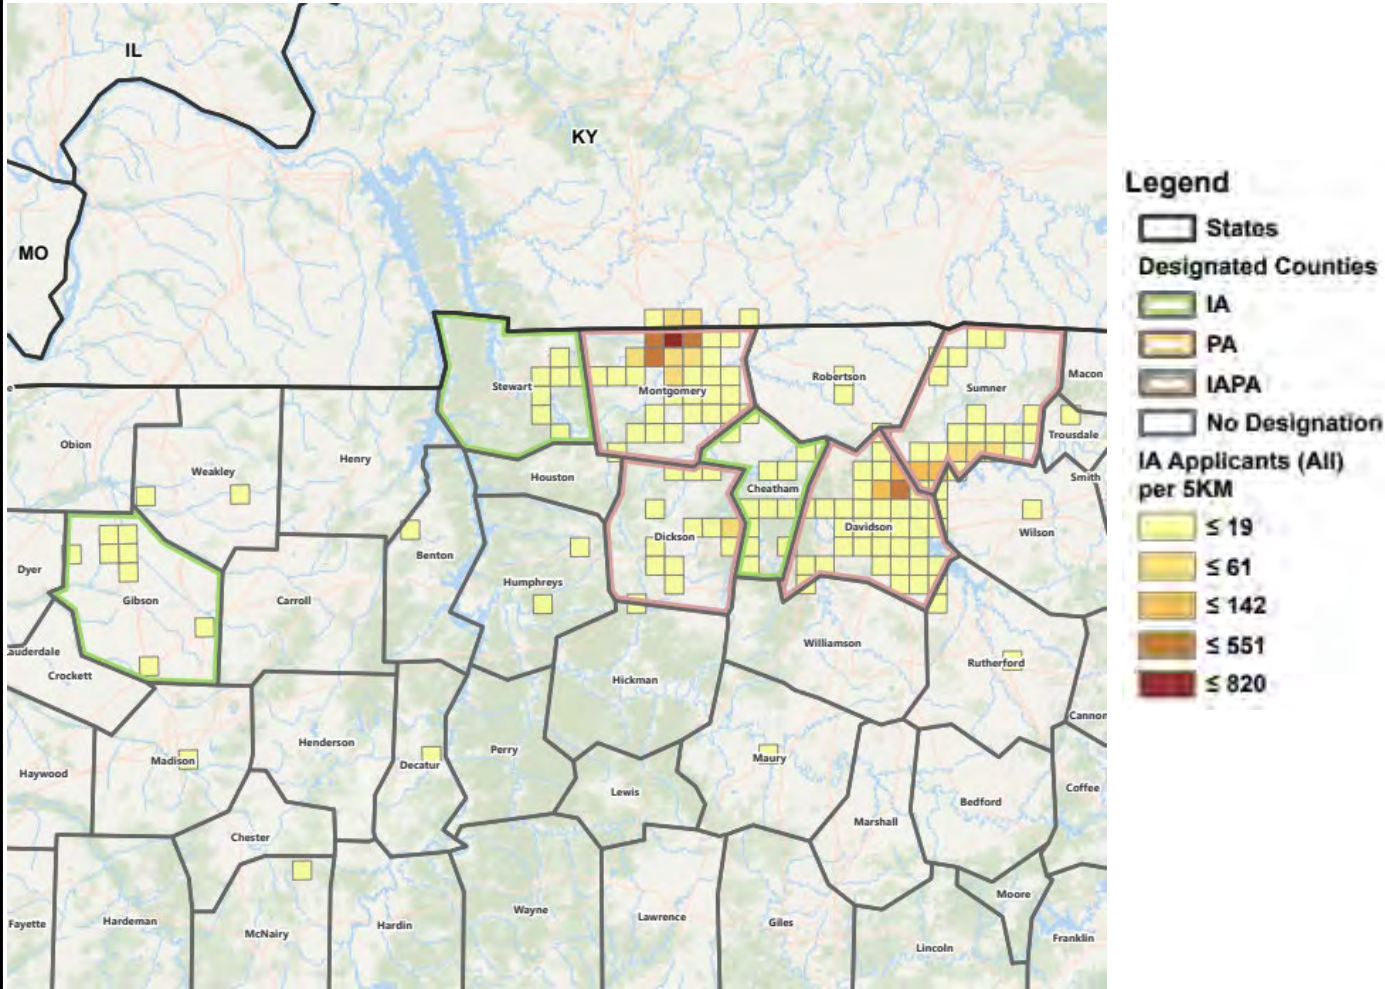 IL
KY
MO
Legend
States
Designated Counties
IA
PA
IAPA
No Designation
IA Applicants (All)
per 5KM
≤ 19
≤ 61
≤ 142
≤ 551
≤ 820
Stewart
Montgomery
Robertson
Sumner
Macon
Trousdale
Obion
Weakley
Henry
Houston
Cheatham
Smith
Dyer
Benton
Dickson
Davidson
Wilson
Gibson
Carroll
Humphreys
auderdale
Crockett
Williamson
Rutherford
Hickman
Cannon
Henderson
Perry
Madison
Decatur
Maury
Haywood
Lewis
Bedford
Coffee
Chester
Marshall
Moore
Fayette
Hardeman
McNairy
Hardin
Wayne
Lawrence
Giles
Lincoln
Franklin